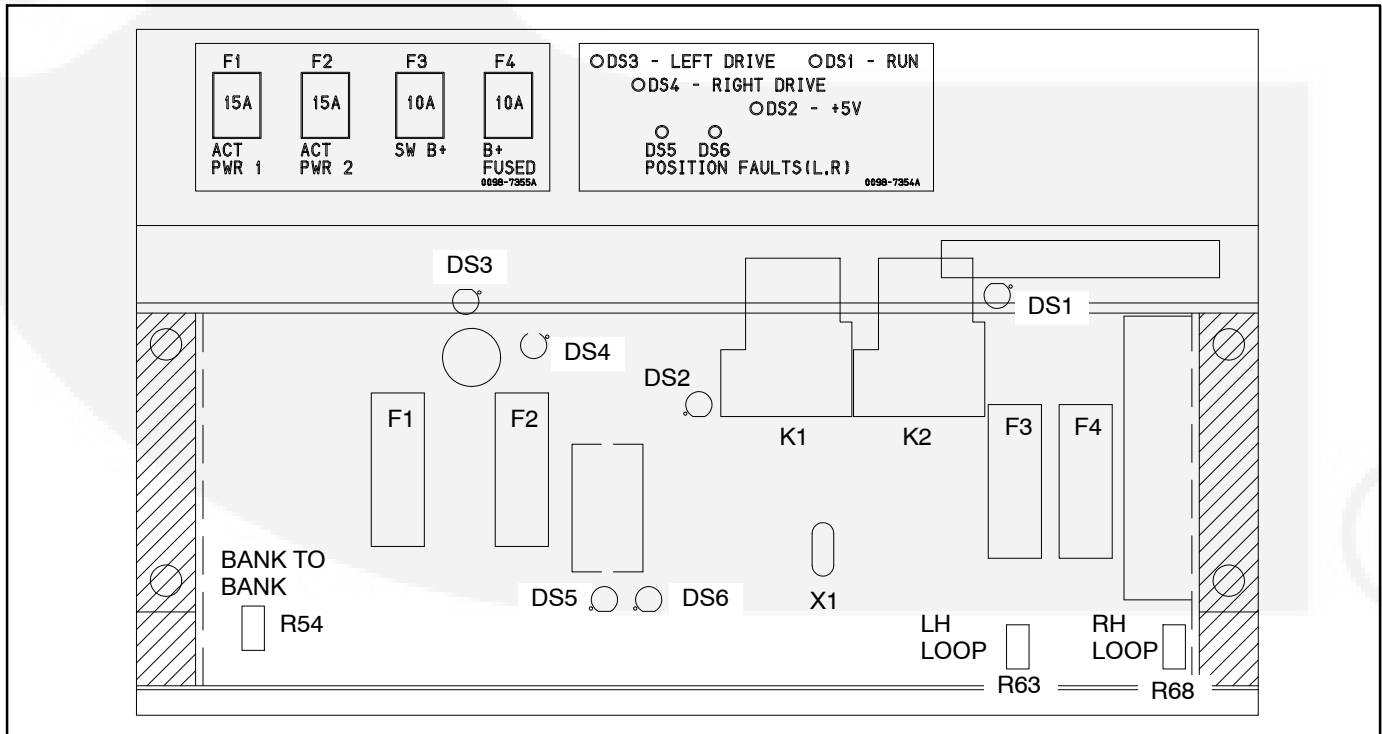 F1 F2 F3 F4
15A 15A 10A 10A
ACT PWR 1
ACT PWR 2
SW B+
B+ FUSED
0098-7355A
DS3 - LEFT DRIVE DS1 - RUN
DS4 - RIGHT DRIVE
DS2 - +5V
DS5 DS6
POSITION FAULTS(L,R)
0098-7354A
DS3
DS1
DS4
DS2
F1
F2
K1
K2
F3
F4
BANK TO
BANK
R54
DS5
DS6
X1
LH
LOOP
R63
RH
LOOP
R68